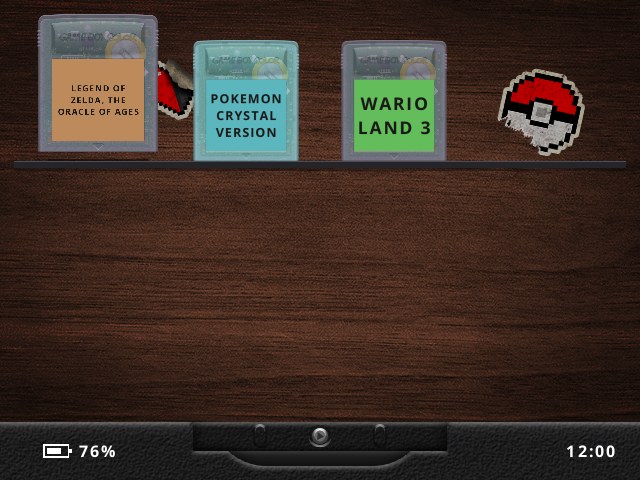 LEGEND OF
ZELDA, THE
ORACLE OF AGES
POKEMON
CRYSTAL
VERSION
WARIO
LAND 3
76%
12:00